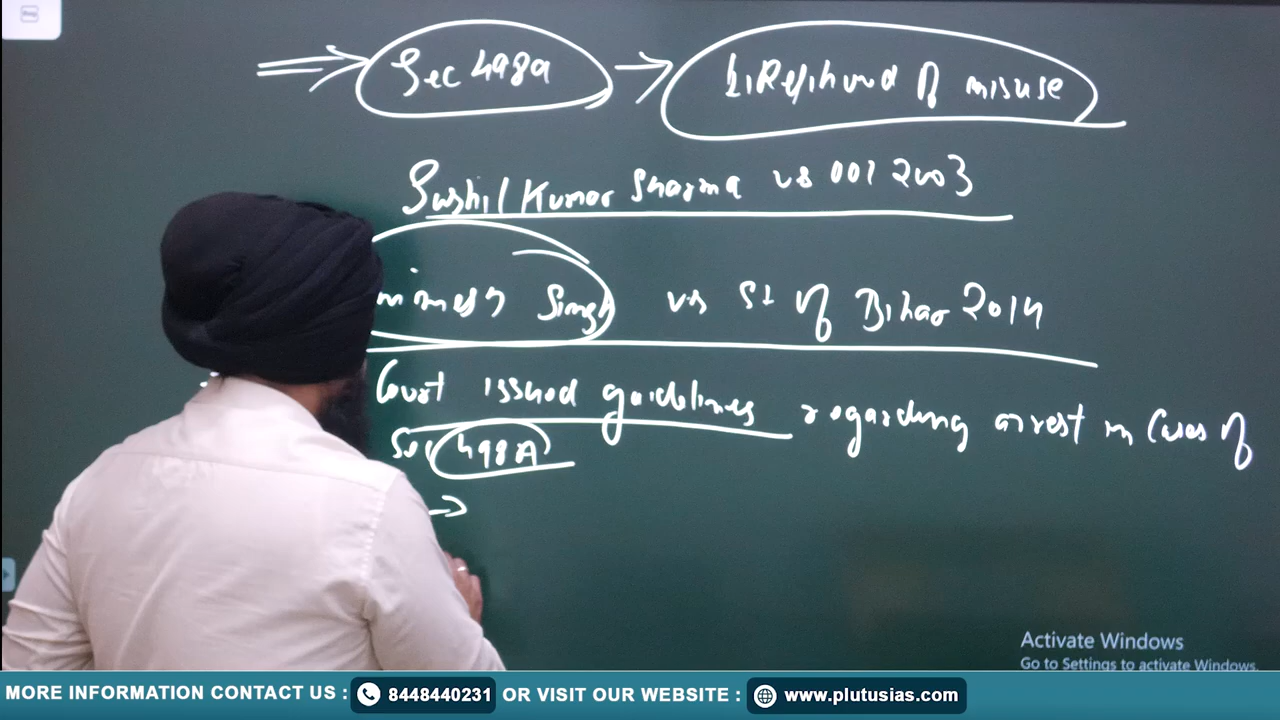 Sec 498a → Likelihood of misuse
Sushil Kumar Sharma vs UOI 2003
Singh vs St of Bihar 2014
Court issued guidelines regarding arrest in Cases of
Sec 498A
→
Activate Windows
Go to Settings to activate Windows.
MORE INFORMATION CONTACT US : 8448440231 OR VISIT OUR WEBSITE : www.plutusias.com